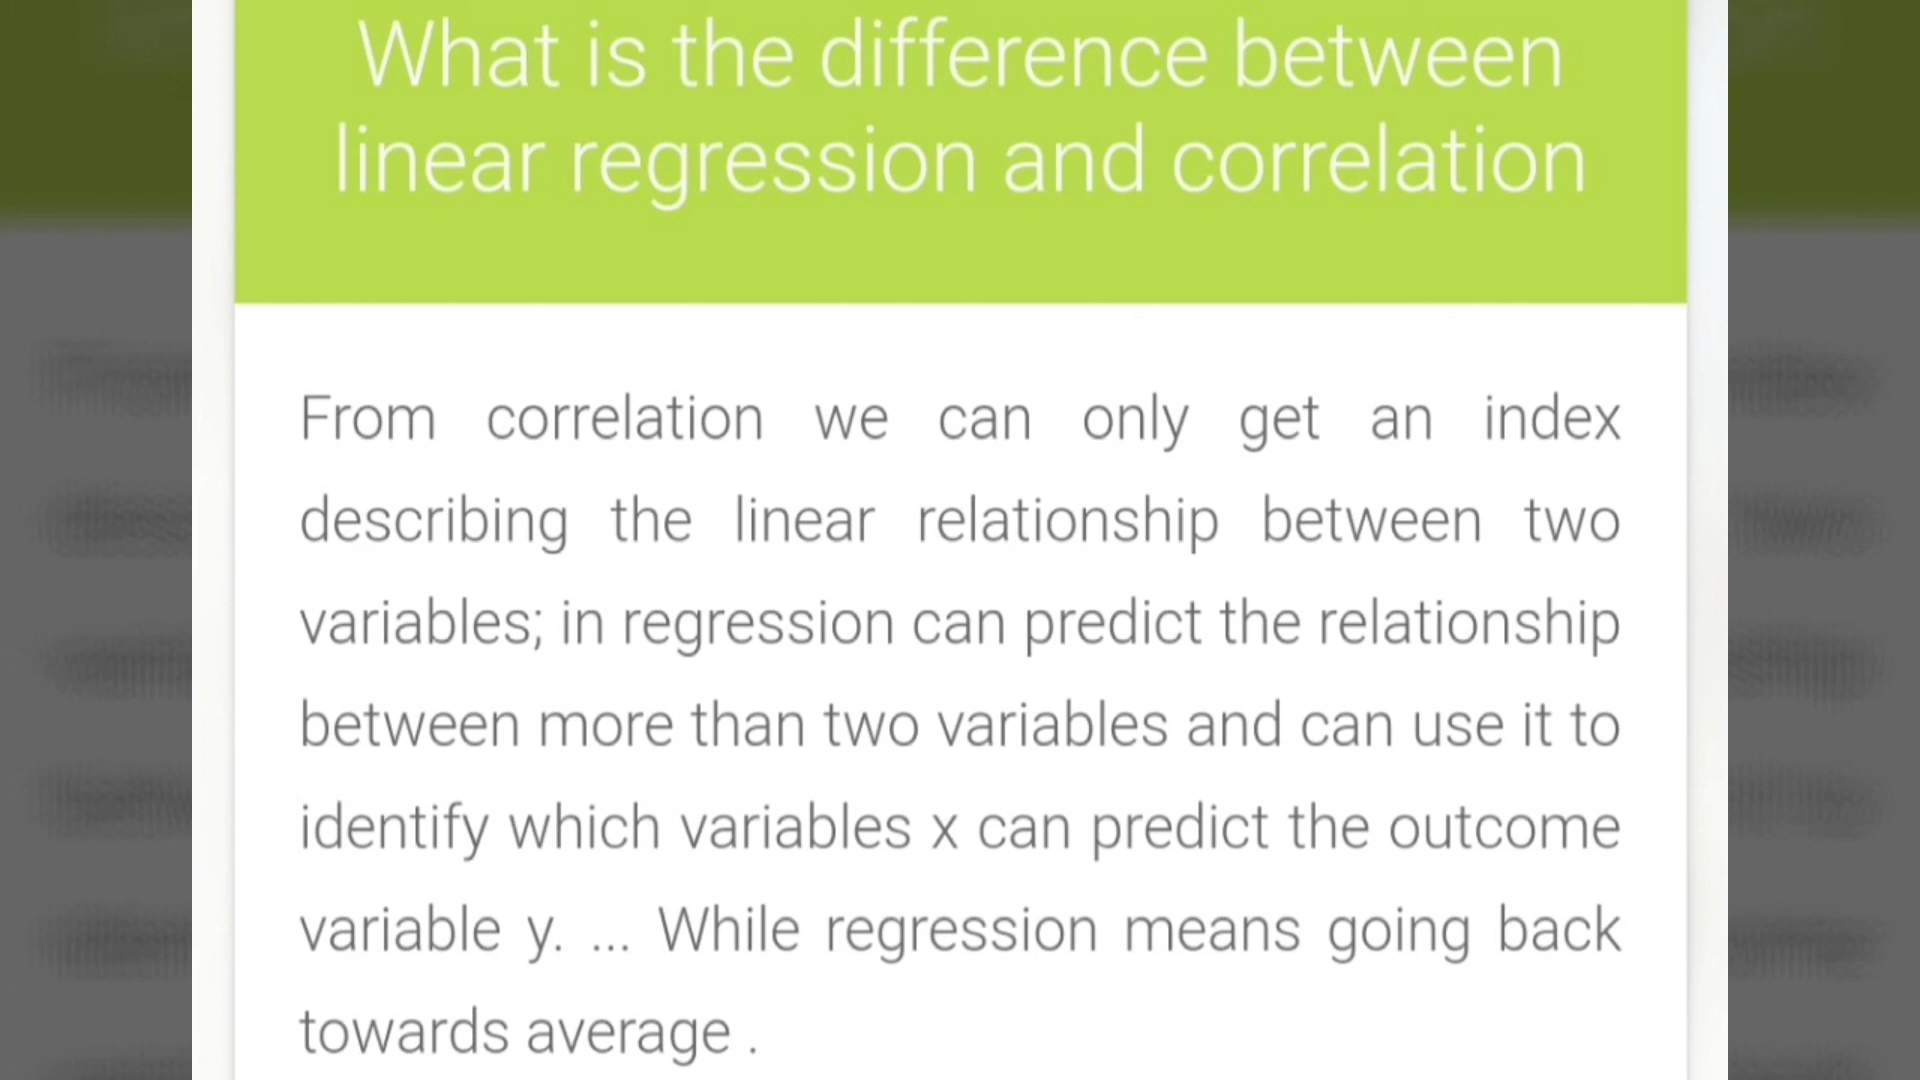 What is the difference between
linear regression and correlation
From correlation we can only get an index
describing the linear relationship between two
variables; in regression can predict the relationship
between more than two variables and can use it to
identify which variables x can predict the outcome
variable y. ... While regression means going back
towards average .